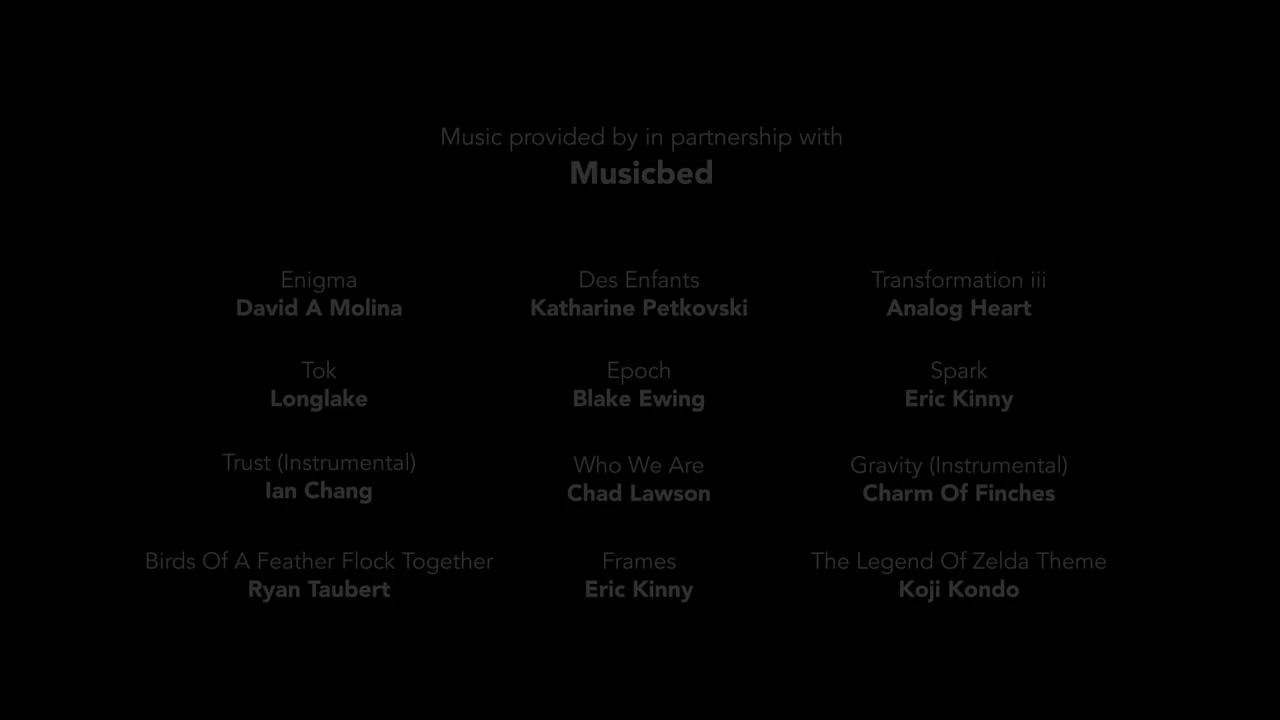 Music provided by in partnership with
Musicbed
Enigma
David A Molina
Des Enfants
Katharine Petkovski
Transformation iii
Analog Heart
Tok
Longlake
Epoch
Blake Ewing
Spark
Eric Kinny
Trust (Instrumental)
Ian Chang
Who We Are
Chad Lawson
Gravity (Instrumental)
Charm Of Finches
Birds Of A Feather Flock Together
Ryan Taubert
Frames
Eric Kinny
The Legend Of Zelda Theme
Koji Kondo